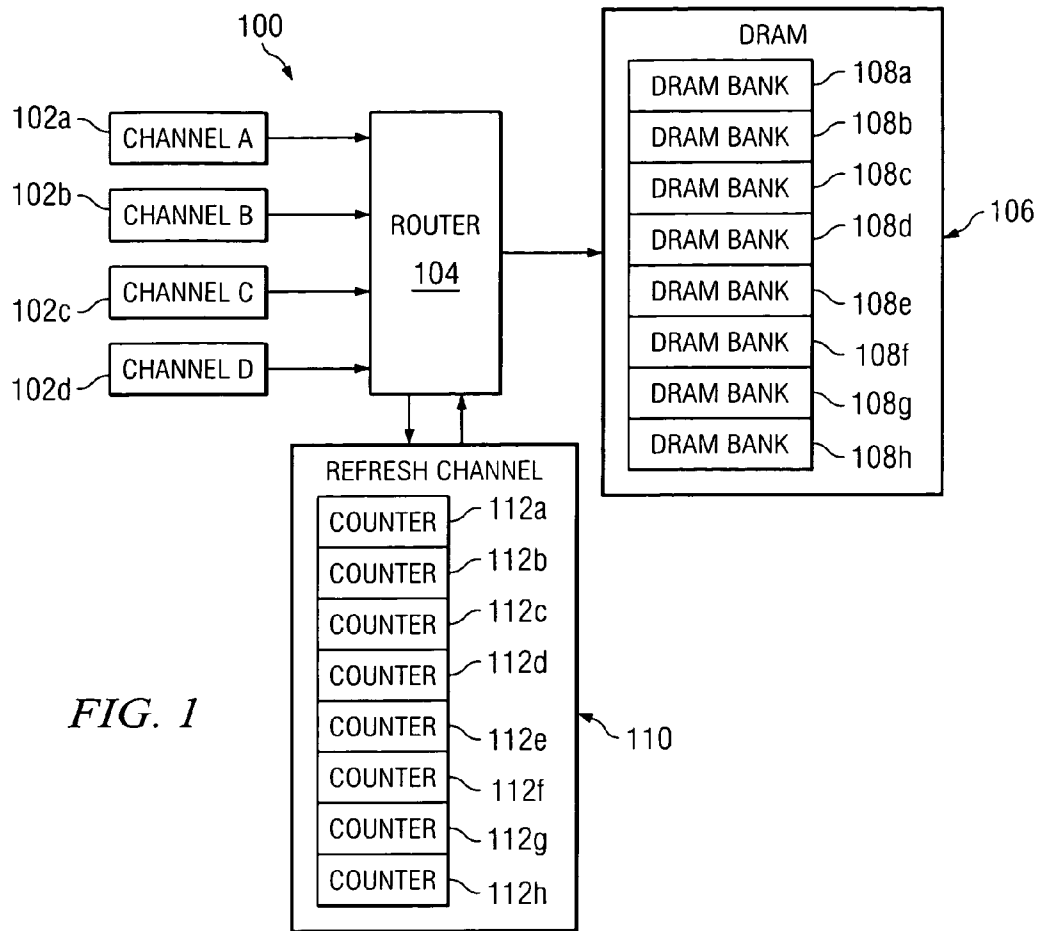 100
102a
CHANNEL A
102b
CHANNEL B
102c
CHANNEL C
102d
CHANNEL D
ROUTER
104
DRAM
DRAM BANK 108a
DRAM BANK 108b
DRAM BANK 108c
DRAM BANK 108d
DRAM BANK 108e
DRAM BANK 108f
DRAM BANK 108g
DRAM BANK 108h
106
REFRESH CHANNEL
COUNTER 112a
COUNTER 112b
COUNTER 112c
COUNTER 112d
COUNTER 112e
COUNTER 112f
COUNTER 112g
COUNTER 112h
110
FIG. 1